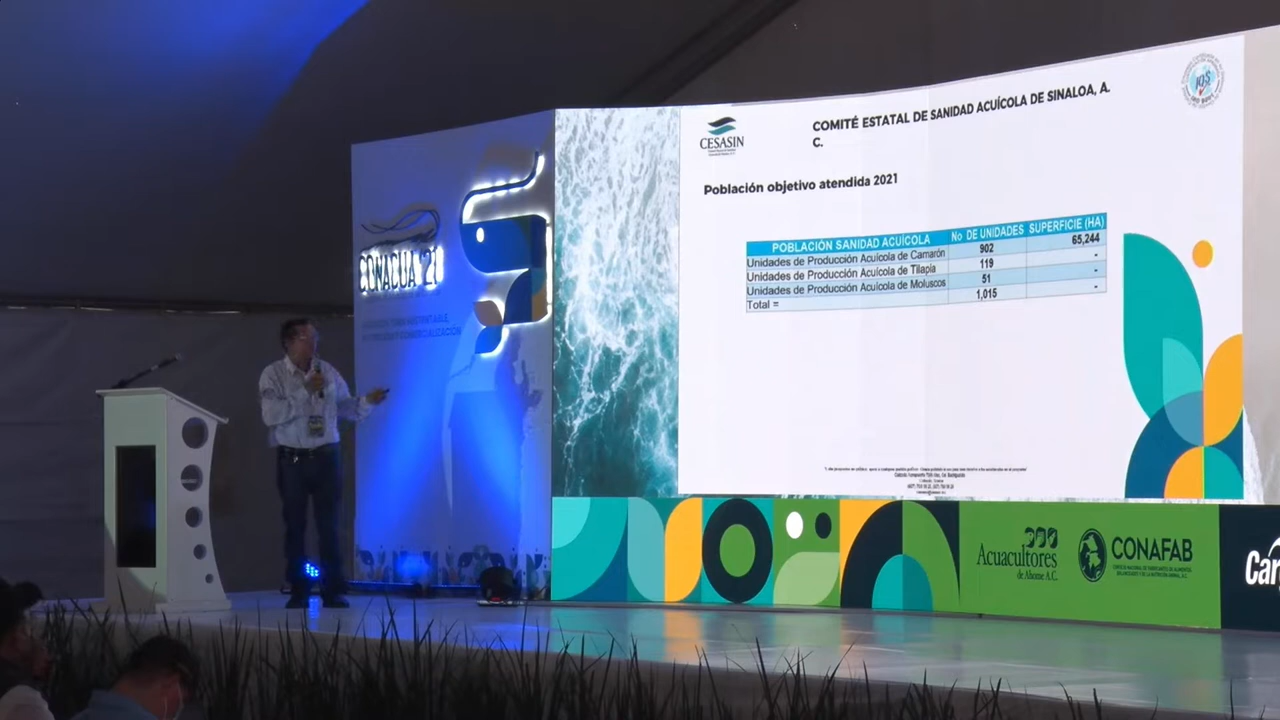 COMITÉ ESTATAL DE SANIDAD ACUÍCOLA DE SINALOA, A.
C.
CESASIN
Población objetivo atendida 2021
POBLACIÓN SANIDAD ACUÍCOLA No DE UNIDADES SUPERFICIE (HA)
Unidades de Producción Acuícola de Camarón 902 65,244
Unidades de Producción Acuícola de Tilapia 119 -
Unidades de Producción Acuícola de Moluscos 51 -
Total = 1,015 -
CONACUA '21
Acuacultores
de Ahome A.C.
CONAFAB
Car